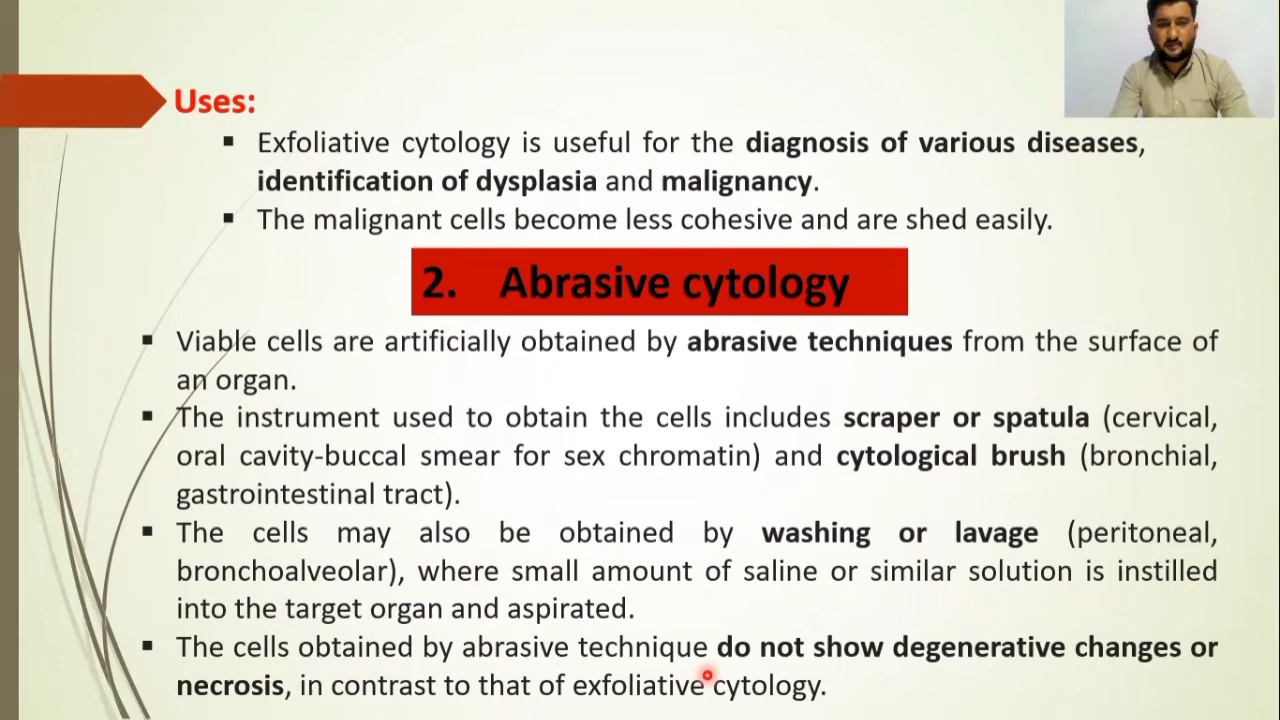 Uses:
▪ Exfoliative cytology is useful for the diagnosis of various diseases,
identification of dysplasia and malignancy.
▪ The malignant cells become less cohesive and are shed easily.
2. Abrasive cytology
▪ Viable cells are artificially obtained by abrasive techniques from the surface of
an organ.
▪ The instrument used to obtain the cells includes scraper or spatula (cervical,
oral cavity-buccal smear for sex chromatin) and cytological brush (bronchial,
gastrointestinal tract).
▪ The cells may also be obtained by washing or lavage (peritoneal,
bronchoalveolar), where small amount of saline or similar solution is instilled
into the target organ and aspirated.
▪ The cells obtained by abrasive technique do not show degenerative changes or
necrosis, in contrast to that of exfoliative cytology.